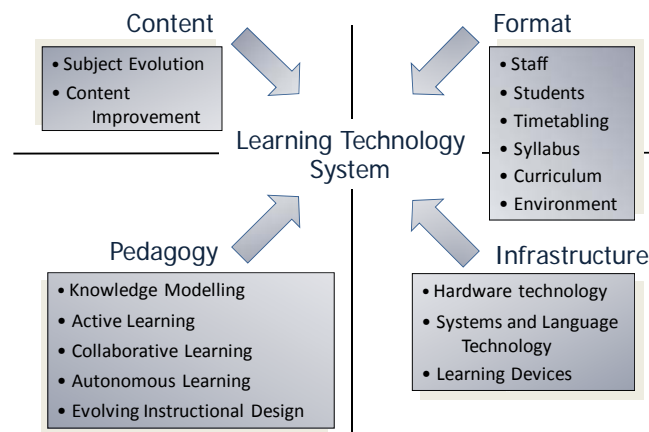 Content
• Subject Evolution
• Content
Improvement
Format
• Staff
• Students
• Timetabling
• Syllabus
• Curriculum
• Environment
Learning Technology
System
Pedagogy
• Knowledge Modelling
• Active Learning
• Collaborative Learning
• Autonomous Learning
• Evolving Instructional Design
Infrastructure
• Hardware technology
• Systems and Language
Technology
• Learning Devices